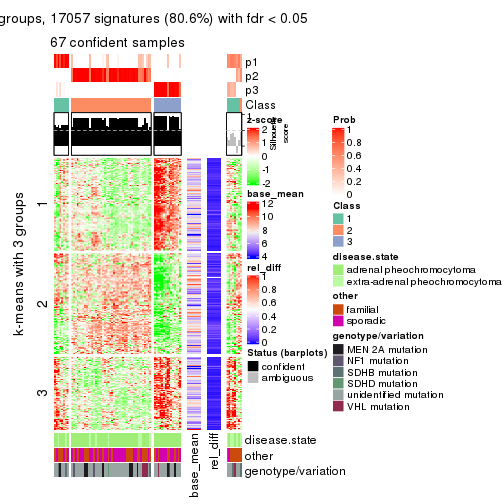 groups, 17057 signatures (80.6%) with fdr < 0.05
67 confident samples
p1
p2
p3
Class
1
Silhouette
score
k-means with 3 groups
1
2
3
disease.state
other
genotype/variation
base_mean
rel_diff
z-score
2
1
0
-1
-2
base_mean
12
10
8
6
4
rel_diff
1
0.8
0.6
0.4
0.2
0
Status (barplots)
confident
ambiguous
Prob
1
0.8
0.6
0.4
0.2
0
Class
1
2
3
disease.state
adrenal pheochromocytoma
extra-adrenal pheochromocytoma
other
familial
sporadic
genotype/variation
MEN 2A mutation
NF1 mutation
SDHB mutation
SDHD mutation
unidentified mutation
VHL mutation